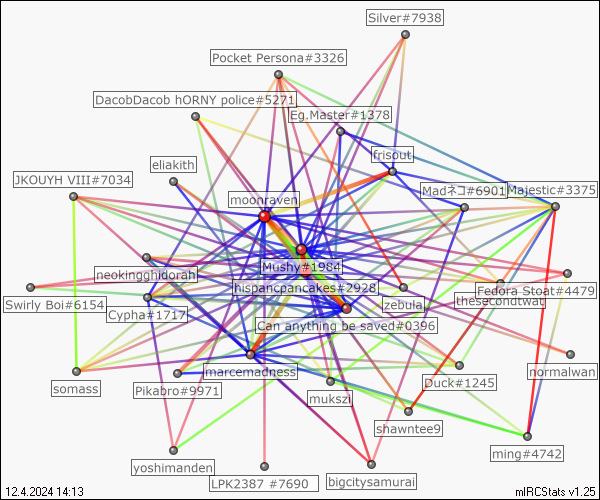 Silver#7938
Pocket Persona#3326
DacobDacob hORNY police#5271
Eg.Master#1378
frisout
eliakith
JKOUYH VIII#7034
Madネコ#6901
Majestic#3375
moonraven
Mushy#1984
neokingghidorah
hispancpancakes#2928
Fedora Stoat#4479
thesecondtwat
Swirly Boi#6154
zebula
Cypha#1717
Can anything be saved#0396
marcemadness
normalwan
somass
Pikabro#9971
Duck#1245
mukszi
shawntee9
ming#4742
yoshimanden
LPK2387 #7690
bigcitysamurai
12.4.2024 14:13
mIRCStats v1.25